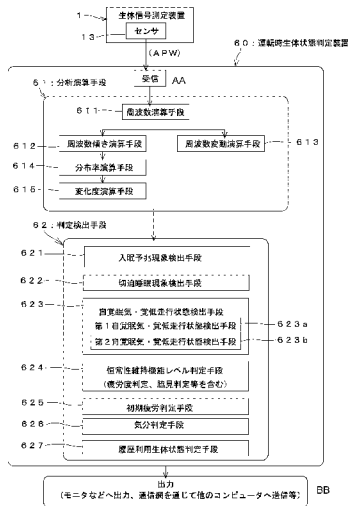 1
生体信号測定装置
13
センサ
(APW)
60:運転時生体状態判定装置
61:分析演算手段
受信
AA
611
周波数演算手段
612
周波数傾き演算手段
周波数変動演算手段
613
614
分布率演算手段
615
変化度演算手段
62:判定検出手段
621
入眠予兆現象検出手段
622
切迫睡眠現象検出手段
623
自覚眠気・覚低走行状態検出手段
第1自覚眠気・覚低走行状態検出手段
623a
第2自覚眠気・覚低走行状態検出手段
623b
624
恒常性維持機能レベル判定手段
(疲労度判定、脇見判定等を含む)
625
初期疲労判定手段
626
気分判定手段
627
履歴利用生体状態判定手段
出力
(モニタなどへ出力、通信網を通じて他のコンピュータへ送信等)
BB